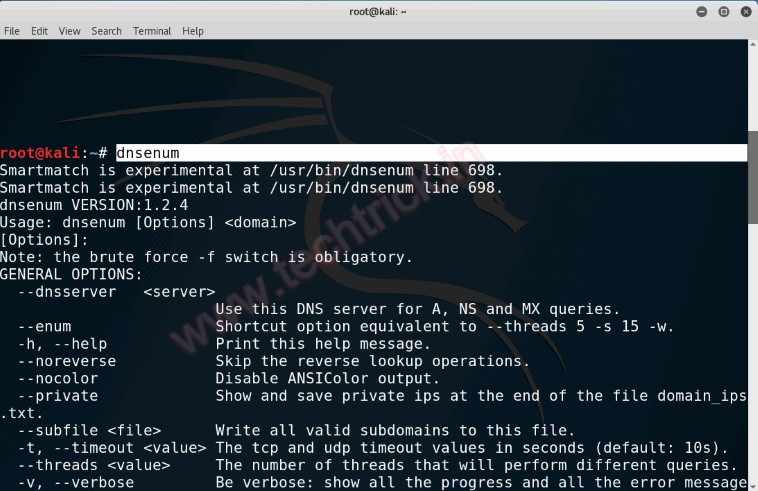 root@kali: ~
File Edit View Search Terminal Help
root@kali:~# dnsenum
Smartmatch is experimental at /usr/bin/dnsenum line 698.
Smartmatch is experimental at /usr/bin/dnsenum line 698.
dnsenum VERSION:1.2.4
Usage: dnsenum [Options] <domain>
[Options]:
Note: the brute force -f switch is obligatory.
GENERAL OPTIONS:
  --dnsserver   <server>
                        Use this DNS server for A, NS and MX queries.
  --enum                Shortcut option equivalent to --threads 5 -s 15 -w.
  -h, --help            Print this help message.
  --noreverse           Skip the reverse lookup operations.
  --nocolor             Disable ANSIColor output.
  --private             Show and save private ips at the end of the file domain_ips
.txt.
  --subfile <file>      Write all valid subdomains to this file.
  -t, --timeout <value> The tcp and udp timeout values in seconds (default: 10s).
  --threads <value>     The number of threads that will perform different queries.
  -v, --verbose         Be verbose: show all the progress and all the error message
www.techtrick.in